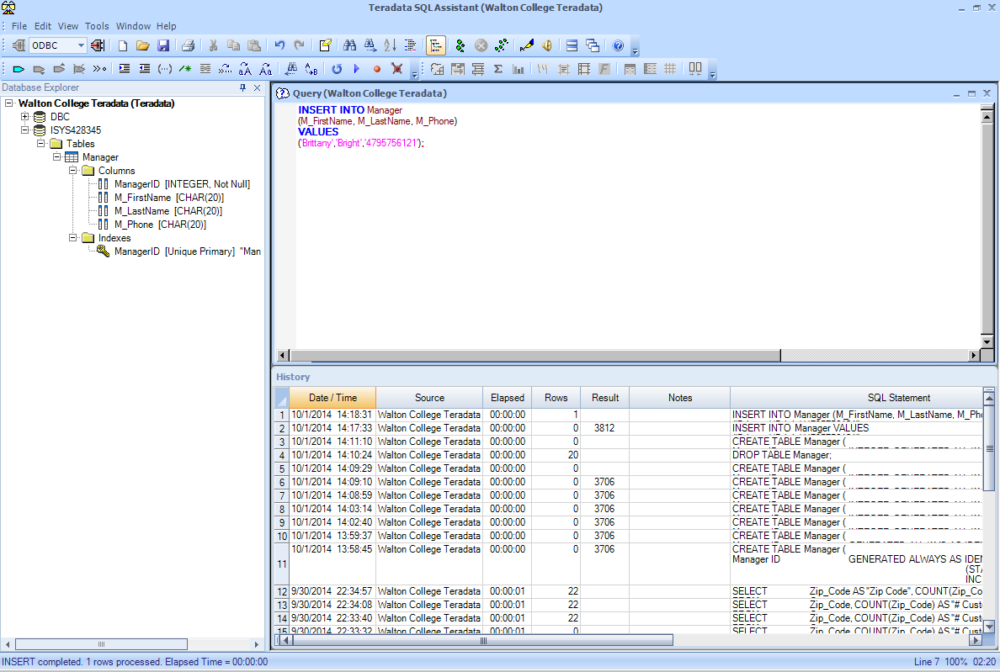 Teradata SQL Assistant (Walton College Teradata)
File Edit View Tools Window Help
ODBC
Database Explorer
Walton College Teradata (Teradata)
DBC
ISYS428345
Tables
Manager
Columns
ManagerID [INTEGER, Not Null]
M_FirstName [CHAR(20)]
M_LastName [CHAR(20)]
M_Phone [CHAR(20)]
Indexes
ManagerID [Unique Primary] "Man
Query (Walton College Teradata)
INSERT INTO Manager
(M_FirstName, M_LastName, M_Phone)
VALUES
('Brittany','Bright','4795756121');
History
Date / Time Source Elapsed Rows Result Notes SQL Statement
1 10/1/2014 14:18:31 Walton College Teradata 00:00:00 1 INSERT INTO Manager (M_FirstName, M_LastName, M_Pho
2 10/1/2014 14:17:33 Walton College Teradata 00:00:00 0 3812 INSERT INTO Manager VALUES
3 10/1/2014 14:11:10 Walton College Teradata 00:00:00 0 CREATE TABLE Manager (
4 10/1/2014 14:10:24 Walton College Teradata 00:00:00 20 DROP TABLE Manager;
5 10/1/2014 14:09:29 Walton College Teradata 00:00:00 0 CREATE TABLE Manager (
6 10/1/2014 14:09:10 Walton College Teradata 00:00:00 0 3706 CREATE TABLE Manager (
7 10/1/2014 14:08:59 Walton College Teradata 00:00:00 0 3706 CREATE TABLE Manager (
8 10/1/2014 14:03:14 Walton College Teradata 00:00:00 0 3706 CREATE TABLE Manager (
9 10/1/2014 14:02:40 Walton College Teradata 00:00:00 0 3706 CREATE TABLE Manager (
10 10/1/2014 13:59:37 Walton College Teradata 00:00:00 0 3706 CREATE TABLE Manager (
11 10/1/2014 13:58:45 Walton College Teradata 00:00:00 0 3706 CREATE TABLE Manager (
Manager ID GENERATED ALWAYS AS IDEN
(STA
INC
12 9/30/2014 22:34:57 Walton College Teradata 00:00:01 22 SELECT Zip_Code AS "Zip Code", COUNT(Zip_Co
13 9/30/2014 22:34:08 Walton College Teradata 00:00:01 22 SELECT Zip_Code, COUNT(Zip_Code) AS "# Custo
14 9/30/2014 22:33:40 Walton College Teradata 00:00:01 22 SELECT Zip_Code, COUNT(Zip_Code) AS "# Custo
15 9/30/2014 22:33:32 Walton College Teradata 00:00:01 0 SELECT Zip_Code, COUNT(Zip_Code) AS "# Custo
INSERT completed. 1 rows processed. Elapsed Time = 00:00:00
Line 7 100% 02:20